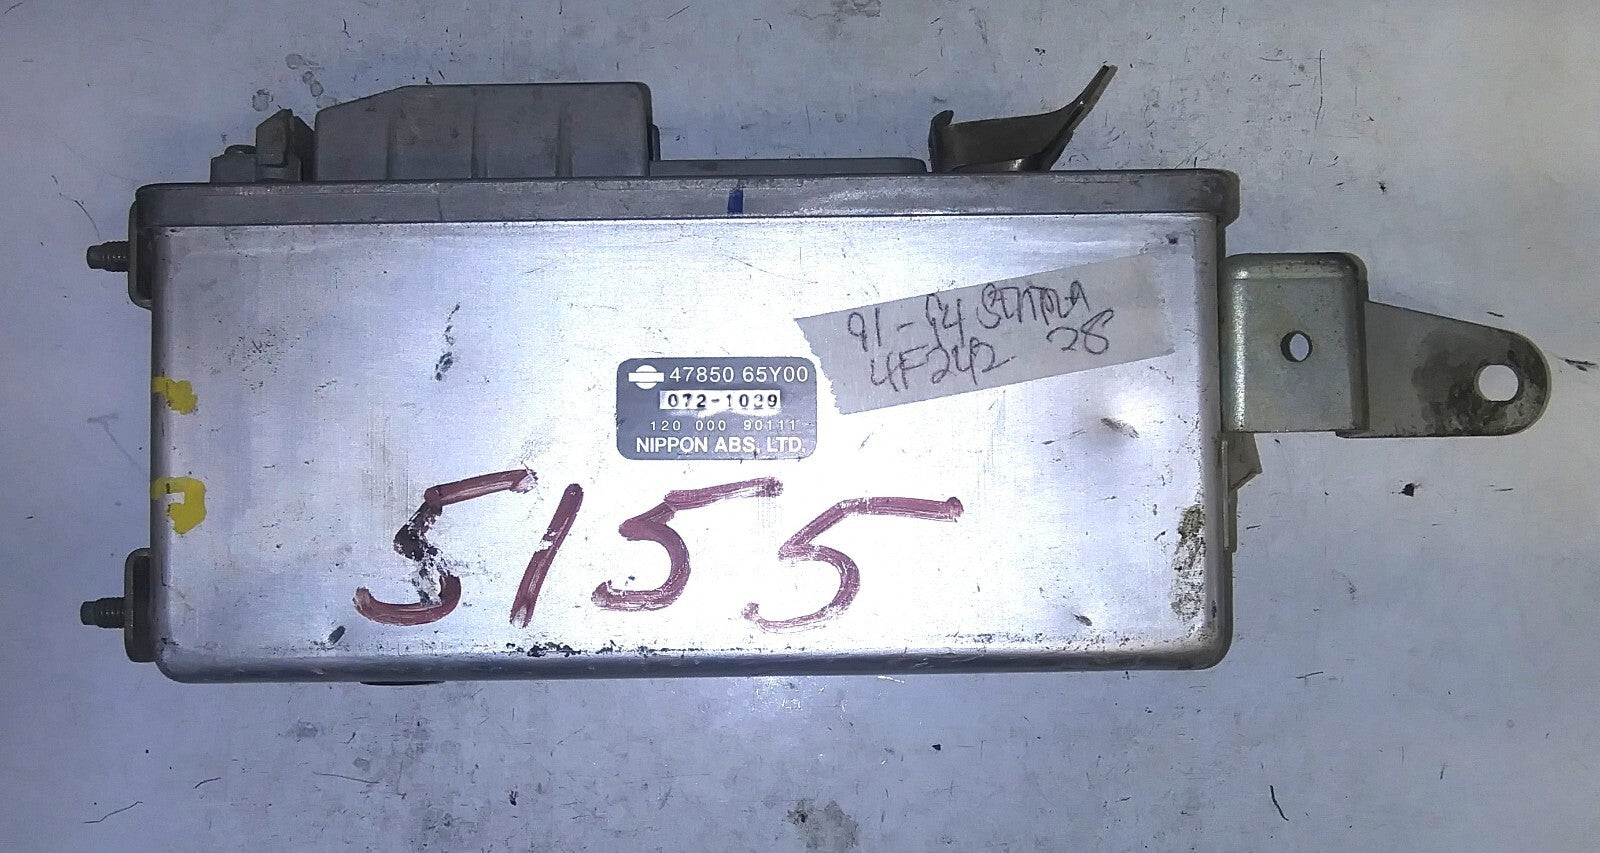 91-94 SENTRA
4F242 28
47850 65Y00
072-1029
120 000 90111
NIPPON ABS, LTD.
5155